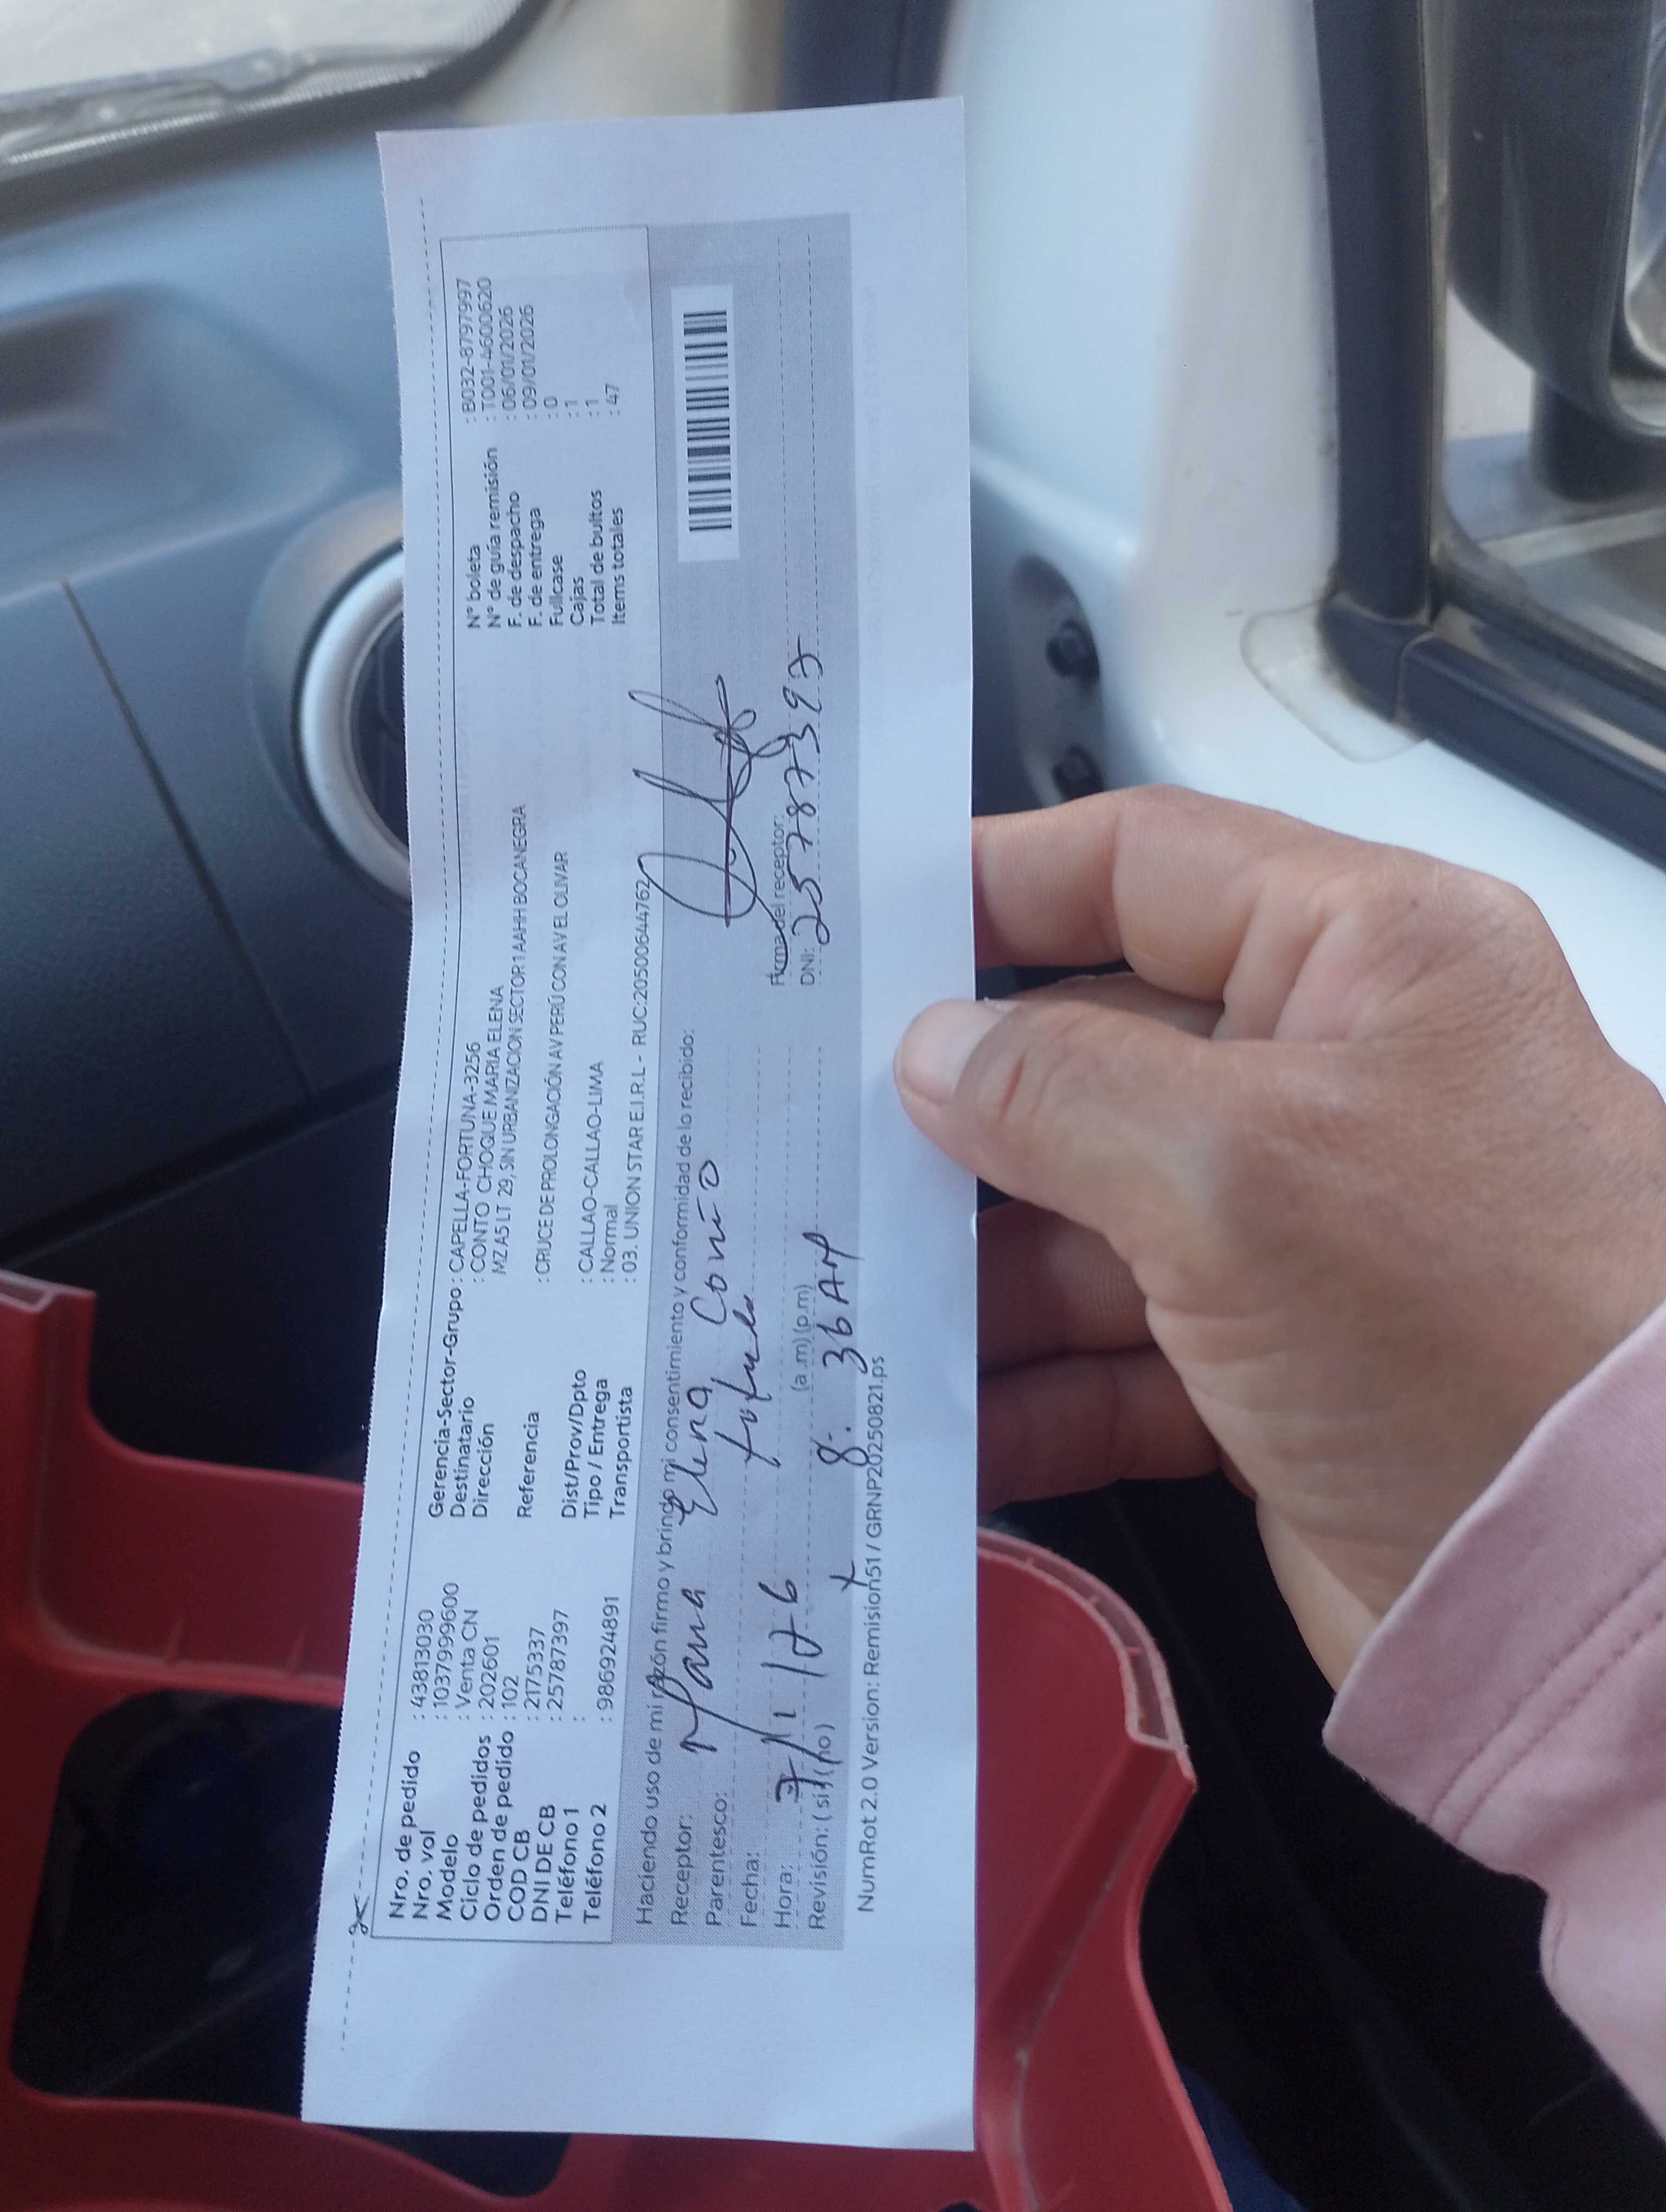 Nro. de pedido : 43813030
Nro. vol : 1037999600
Modelo : Venta CN
Ciclo de pedidos : 202601
Orden de pedido : 102
COD CB : 2175337
DNI DE CB : 25787397
Teléfono 1 :
Teléfono 2 : 986924891
Gerencia-Sector-Grupo : CAPELLA-FORTUNA-3256
Destinatario : CONTO CHOQUE MARIA ELENA
Dirección MZ A5 LT 29, SIN URBANIZACION SECTOR 1 AAHH BOCANEGRA
Referencia : CRUCE DE PROLONGACIÓN AV PERÚ CON AV EL OLIVAR
Dist/Prov/Dpto : CALLAO-CALLAO-LIMA
Tipo / Entrega : Normal
Transportista : 03. UNION STAR E.I.R.L - RUC:20500644762
N° boleta : B032-8797997
N° de guía remisión : T001-4600620
F. de despacho : 06/01/2026
F. de entrega : 09/01/2026
Fullcase : 0
Cajas : 1
Total de bultos : 1
Items totales : 47
Haciendo uso de mi razón firmo y brindo mi consentimiento y conformidad de lo recibido:
Receptor: Maria Elena Conto
Parentesco:
Fecha: 7/1/26
Hora: 8:36 AM (a.m) (p.m)
Revisión: (si) (no)
Firma del receptor:
DNI: 25787397
NumRot 2.0 Version: Remision51 / GRNP20250821.ps